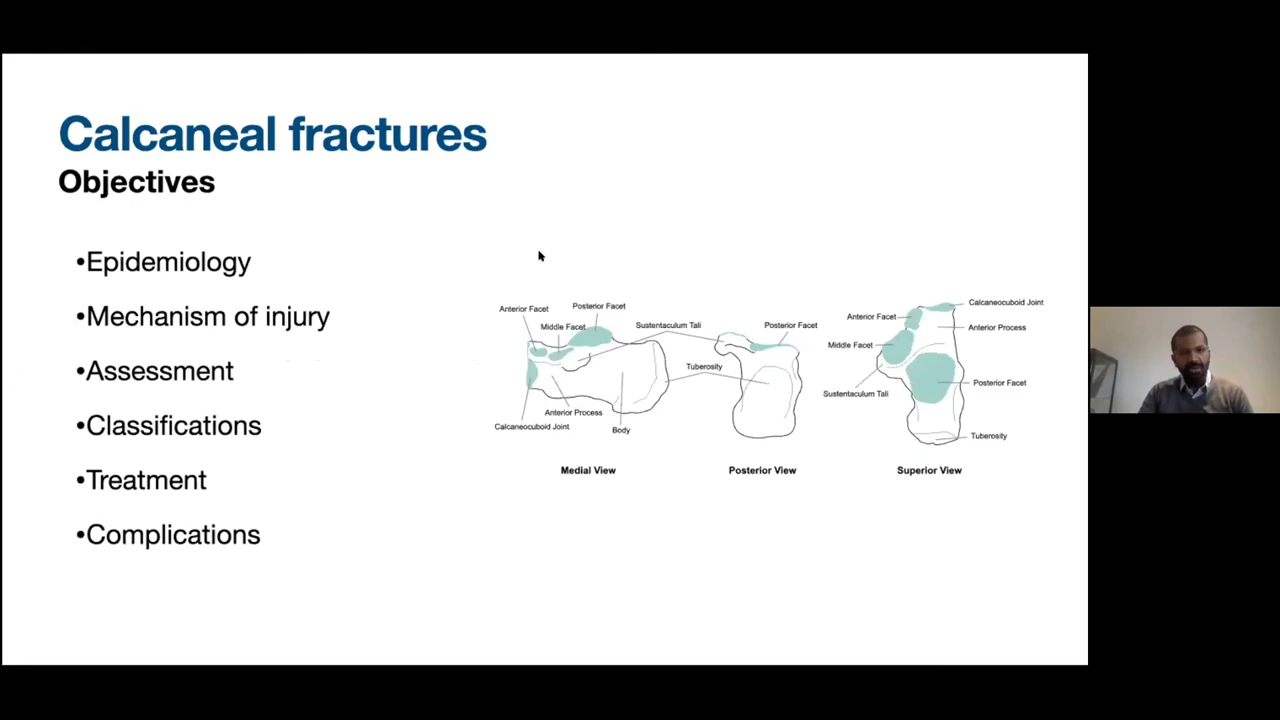 Calcaneal fractures
Objectives
•Epidemiology
•Mechanism of injury
•Assessment
•Classifications
•Treatment
•Complications
Anterior Facet
Posterior Facet
Middle Facet
Sustentaculum Tali
Tuberosity
Anterior Process
Calcaneocuboid Joint
Body
Medial View
Posterior Facet
Posterior View
Calcaneocuboid Joint
Anterior Facet
Anterior Process
Middle Facet
Posterior Facet
Sustentaculum Tali
Tuberosity
Superior View